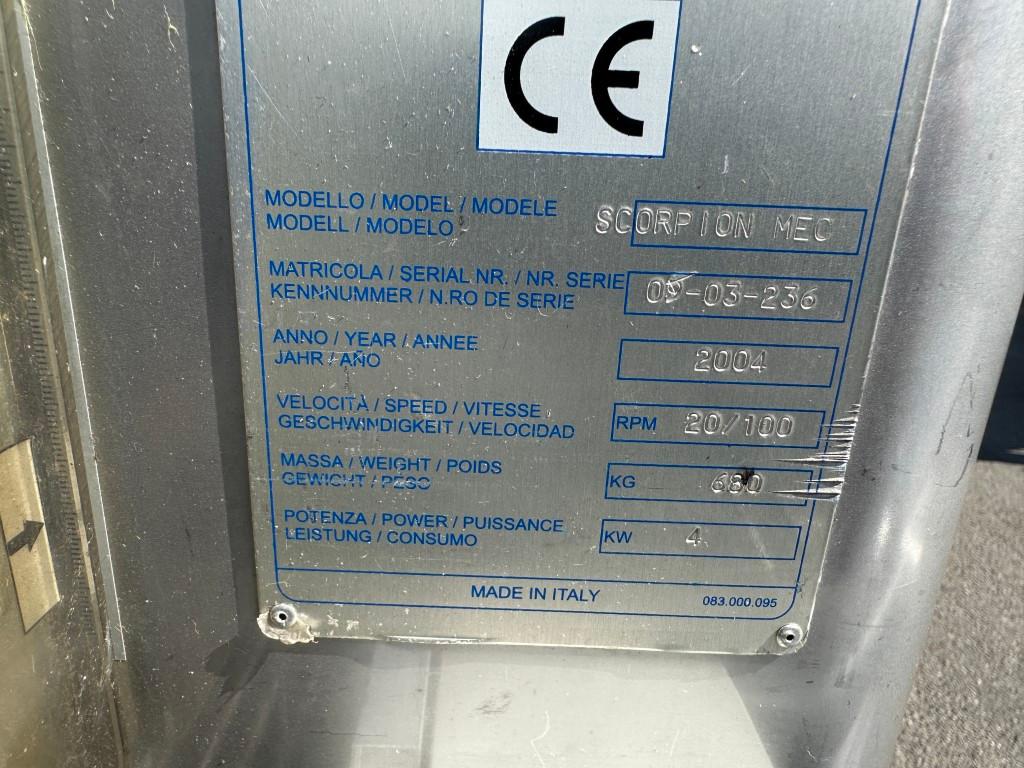 CE
MODELLO / MODEL / MODELE
MODELL / MODELO
SCORPION MEC
MATRICOLA / SERIAL NR. / NR. SERIE
KENNNUMMER / N.RO DE SERIE
ANNO / YEAR / ANNEE
JAHR / AÑO
2004
VELOCITÀ / SPEED / VITESSE
GESCHWINDIGKEIT / VELOCIDAD
RPM 20/100
MASSA / WEIGHT / POIDS
GEWICHT / PESO
KG 680
POTENZA / POWER / PUISSANCE
LEISTUNG / CONSUMO
KW 4
MADE IN ITALY
083.000.095